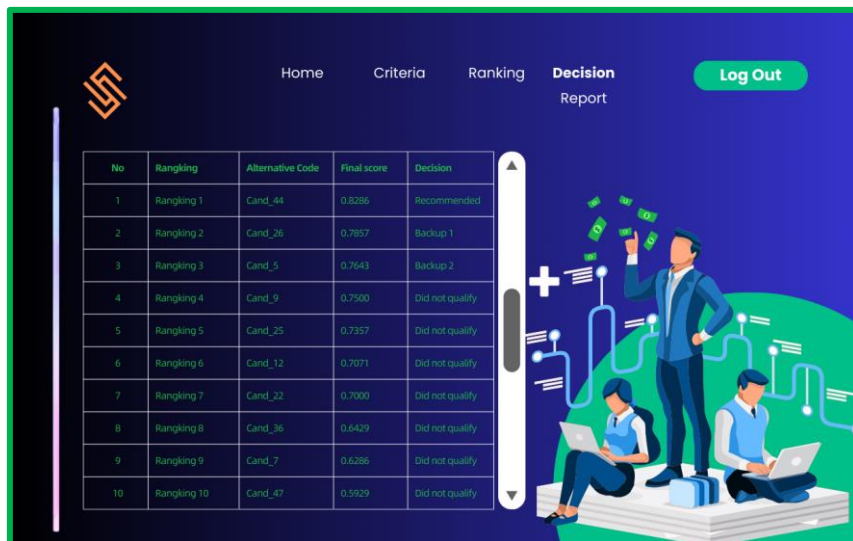 Home Criteria Ranking Decision Log Out
Report
No Rangking Alternative Code Final score Decision
1 Rangking 1 Cand_44 0.8286 Recommended
2 Rangking 2 Cand_26 0.7857 Backup 1
3 Rangking 3 Cand_5 0.7643 Backup 2
4 Rangking 4 Cand_9 0.7500 Did not qualify
5 Rangking 5 Cand_25 0.7357 Did not qualify
6 Rangking 6 Cand_12 0.7071 Did not qualify
7 Rangking 7 Cand_22 0.7000 Did not qualify
8 Rangking 8 Cand_36 0.6429 Did not qualify
9 Rangking 9 Cand_7 0.6286 Did not qualify
10 Rangking 10 Cand_47 0.5929 Did not qualify